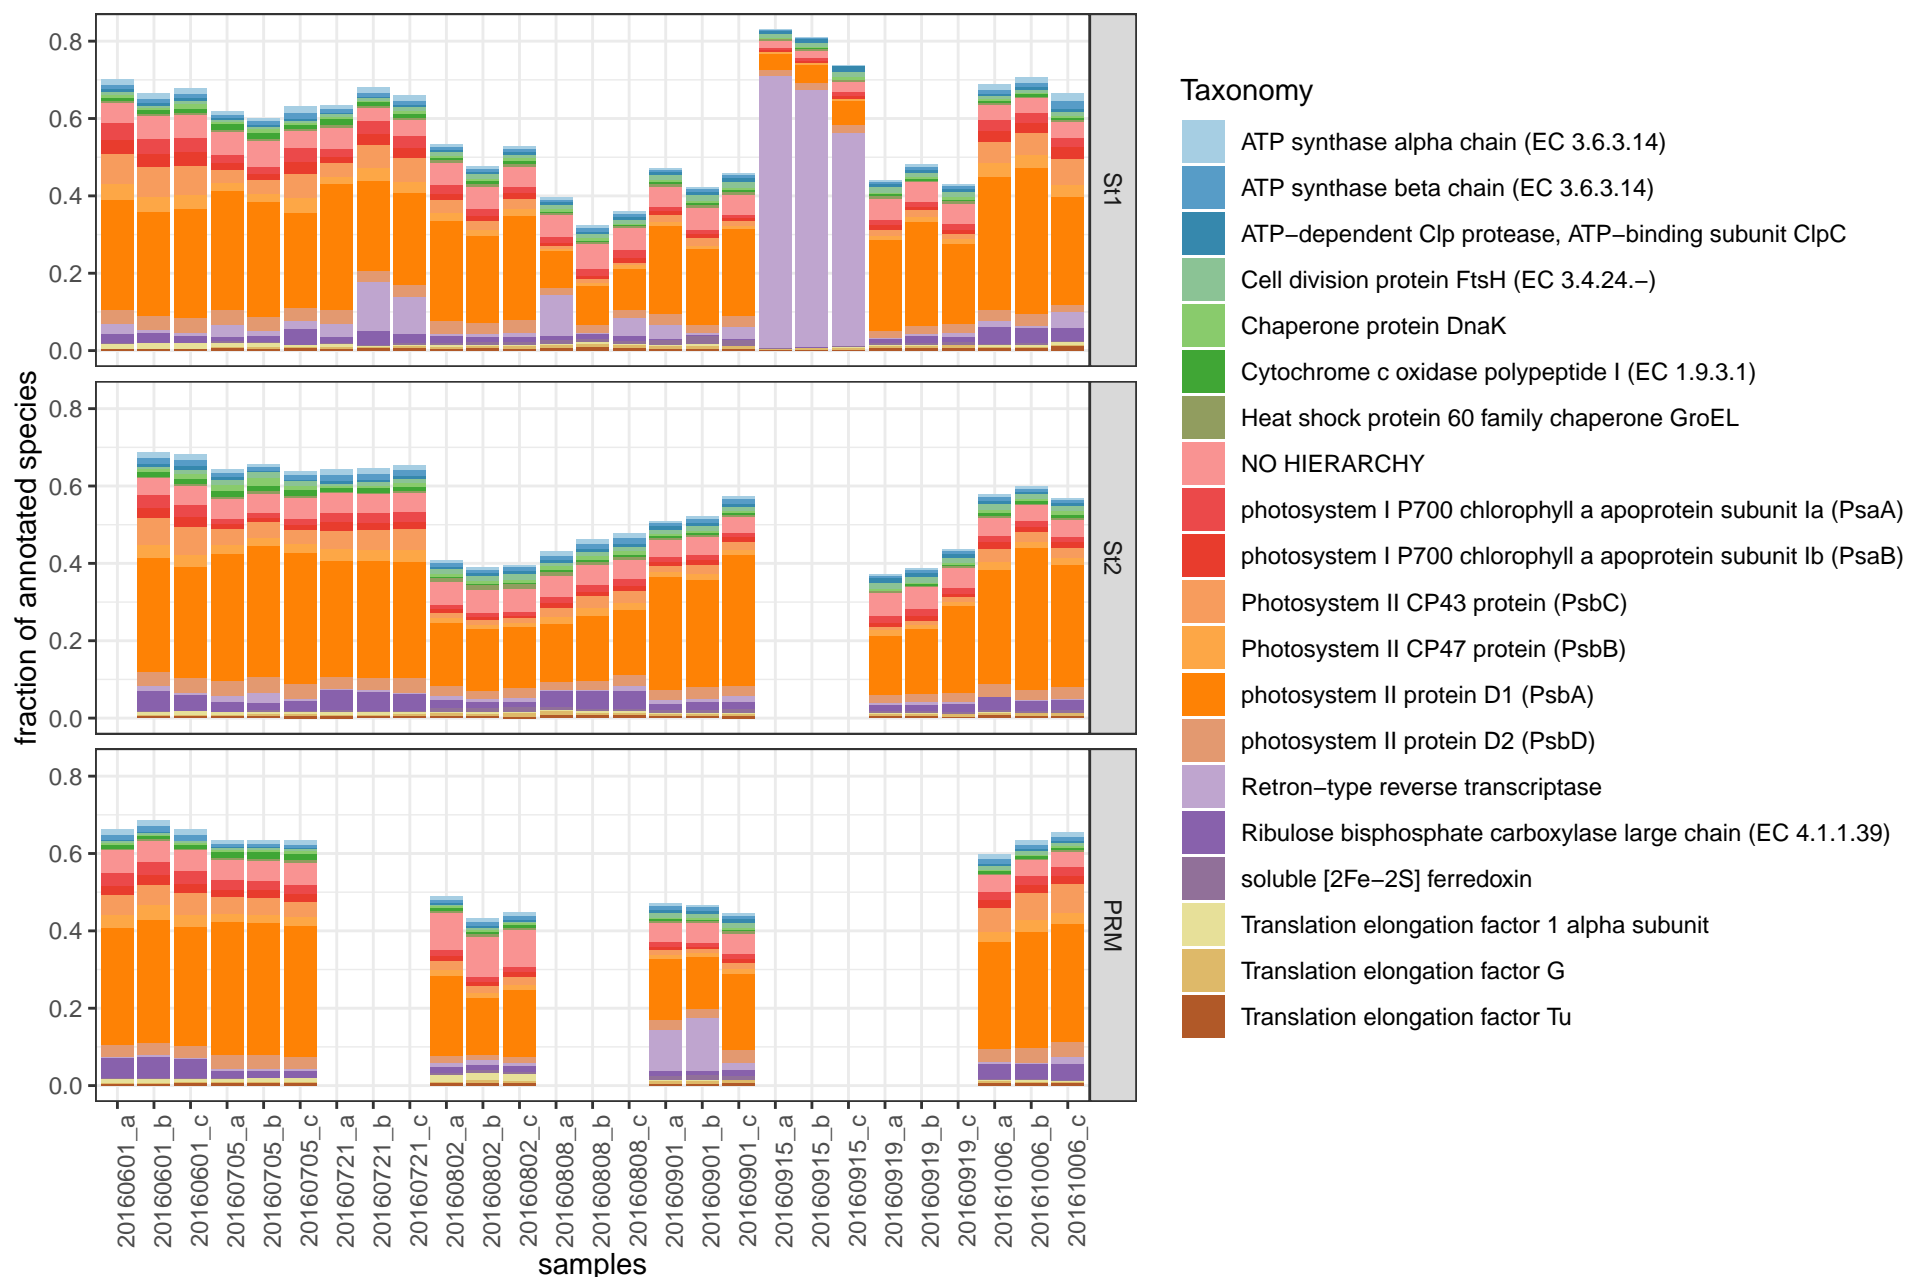 0.8
0.6
0.4
0.2
0.0
St1
0.8
0.6
0.4
0.2
0.0
St2
0.8
0.6
0.4
0.2
0.0
PRM
fraction of annotated species
20160601_a
20160601_b
20160601_c
20160705_a
20160705_b
20160705_c
20160721_a
20160721_b
20160721_c
20160802_a
20160802_b
20160802_c
20160808_a
20160808_b
20160808_c
20160901_a
20160901_b
20160901_c
20160915_a
20160915_b
20160915_c
20160919_a
20160919_b
20160919_c
20161006_a
20161006_b
20161006_c
samples
Taxonomy
ATP synthase alpha chain (EC 3.6.3.14)
ATP synthase beta chain (EC 3.6.3.14)
ATP−dependent Clp protease, ATP−binding subunit ClpC
Cell division protein FtsH (EC 3.4.24.−)
Chaperone protein DnaK
Cytochrome c oxidase polypeptide I (EC 1.9.3.1)
Heat shock protein 60 family chaperone GroEL
NO HIERARCHY
photosystem I P700 chlorophyll a apoprotein subunit Ia (PsaA)
photosystem I P700 chlorophyll a apoprotein subunit Ib (PsaB)
Photosystem II CP43 protein (PsbC)
Photosystem II CP47 protein (PsbB)
photosystem II protein D1 (PsbA)
photosystem II protein D2 (PsbD)
Retron−type reverse transcriptase
Ribulose bisphosphate carboxylase large chain (EC 4.1.1.39)
soluble [2Fe−2S] ferredoxin
Translation elongation factor 1 alpha subunit
Translation elongation factor G
Translation elongation factor Tu